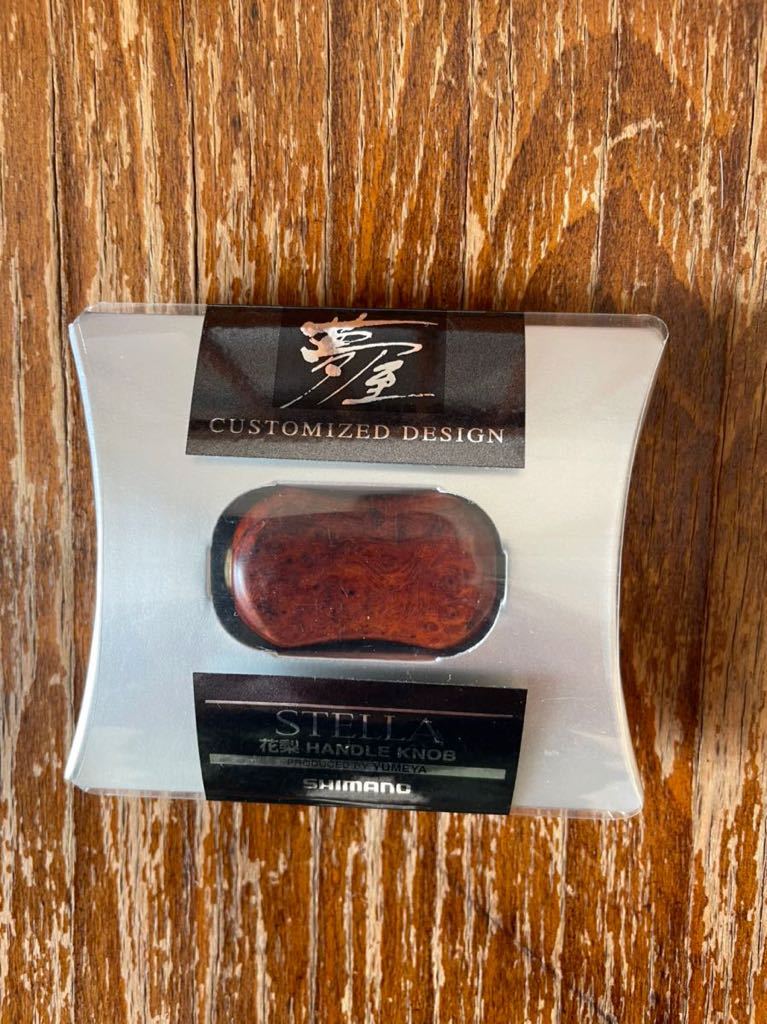 夢屋
CUSTOMIZED DESIGN
STELLA
花梨 HANDLE KNOB
PRODUCED BY YUMEYA
SHIMANO